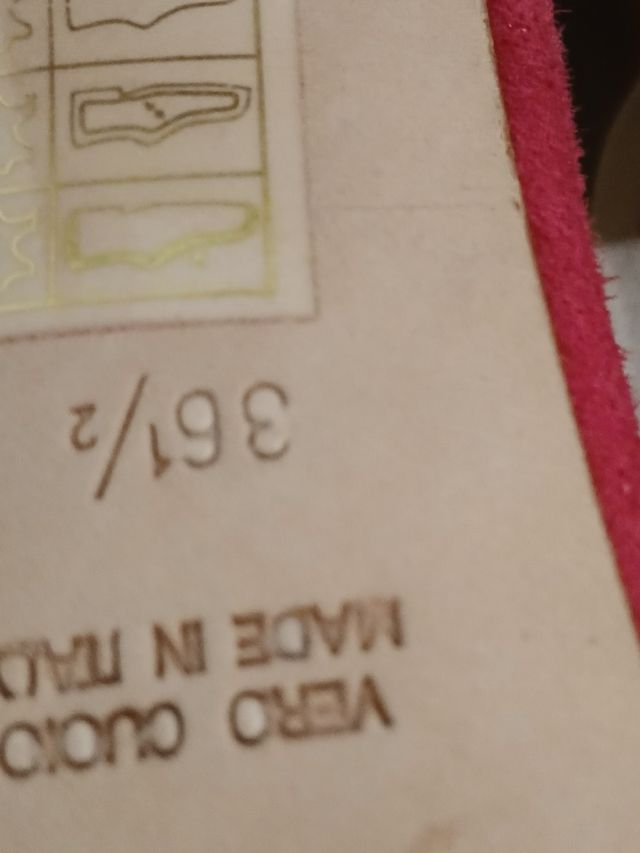 VERO CUOIO
MADE IN ITALY
36 1/2